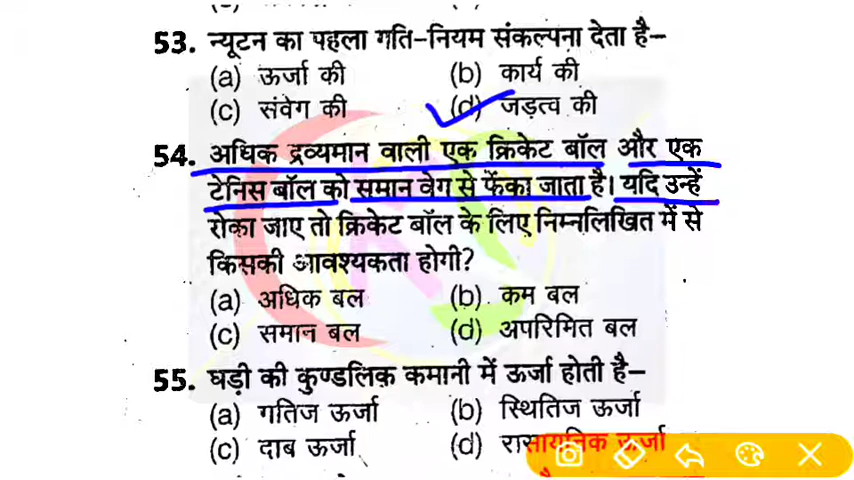 53. न्यूटन का पहला गति-नियम संकल्पना देता है-
(a) ऊर्जा की (b) कार्य की
(c) संवेग की (d) जड़त्व की
54. अधिक द्रव्यमान वाली एक क्रिकेट बॉल और एक
टेनिस बॉल को समान वेग से फेंका जाता है। यदि उन्हें
रोका जाए तो क्रिकेट बॉल के लिए निम्नलिखित में से
किसकी आवश्यकता होगी?
(a) अधिक बल (b) कम बल
(c) समान बल (d) अपरिमित बल
55. घड़ी की कुण्डलिक कमानी में ऊर्जा होती है-
(a) गतिज ऊर्जा (b) स्थितिज ऊर्जा
(c) दाब ऊर्जा (d) रासायनिक ऊर्जा